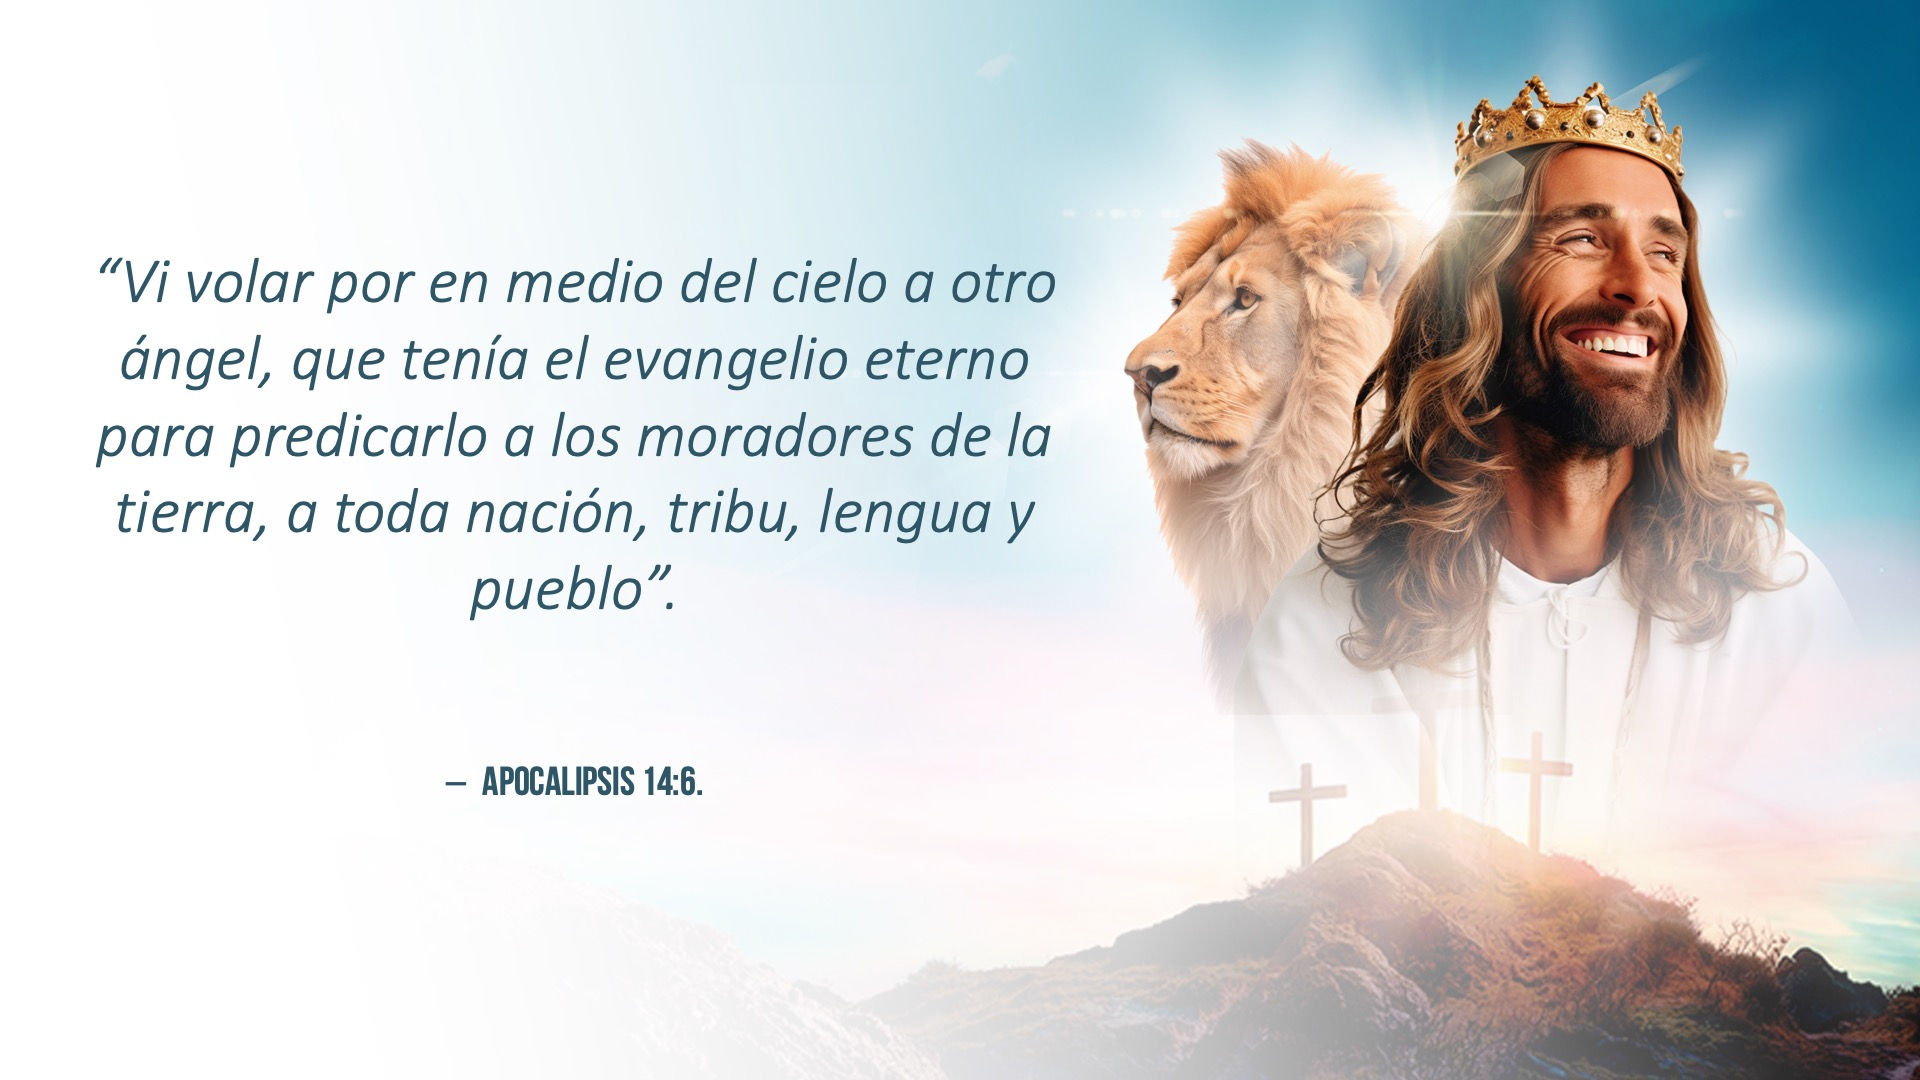 “Vi volar por en medio del cielo a otro
ángel, que tenía el evangelio eterno
para predicarlo a los moradores de la
tierra, a toda nación, tribu, lengua y
pueblo”.
– APOCALIPSIS 14:6.